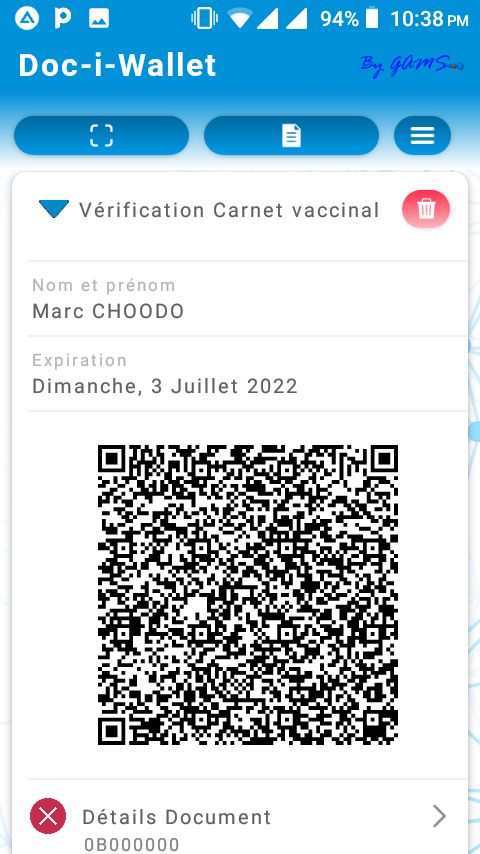 94% 10:38 PM
Doc-i-Wallet
By GAMS
Vérification Carnet vaccinal
Nom et prénom
Marc CHOODO
Expiration
Dimanche, 3 Juillet 2022
Détails Document
0B000000